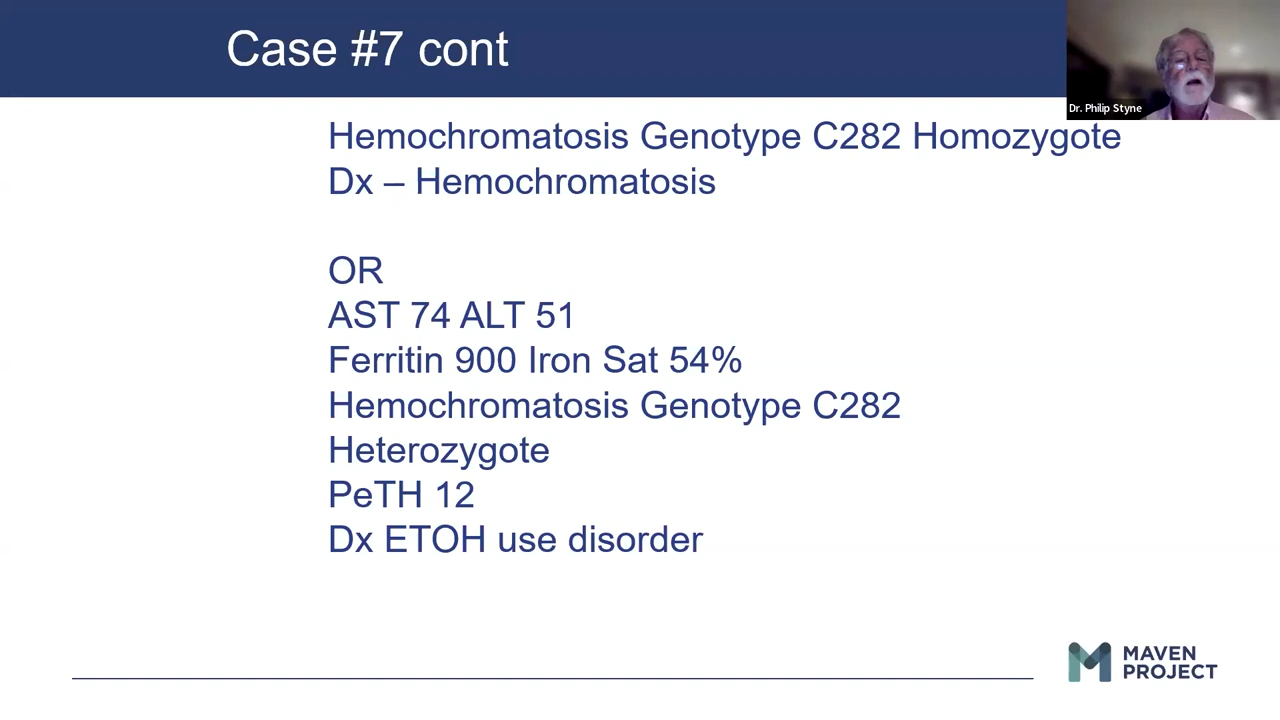 Case #7 cont
Dr. Philip Styne
Hemochromatosis Genotype C282 Homozygote
Dx – Hemochromatosis
OR
AST 74 ALT 51
Ferritin 900 Iron Sat 54%
Hemochromatosis Genotype C282
Heterozygote
PeTH 12
Dx ETOH use disorder
MAVEN
PROJECT